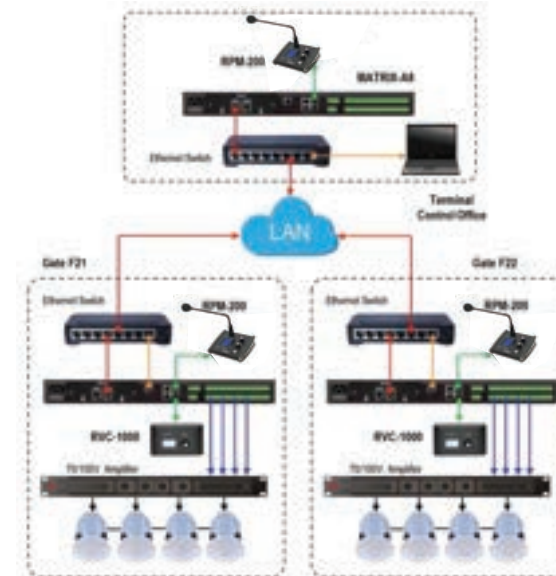 RPM-200
MATRIX-A8
Ethernet Switch
Terminal
Control Office
LAN
Gate F21
Gate F22
Ethernet Switch
RPM-200
Ethernet Switch
RPM-200
RVC-1000
RVC-1000
70/100V Amplifier
70/100V Amplifier